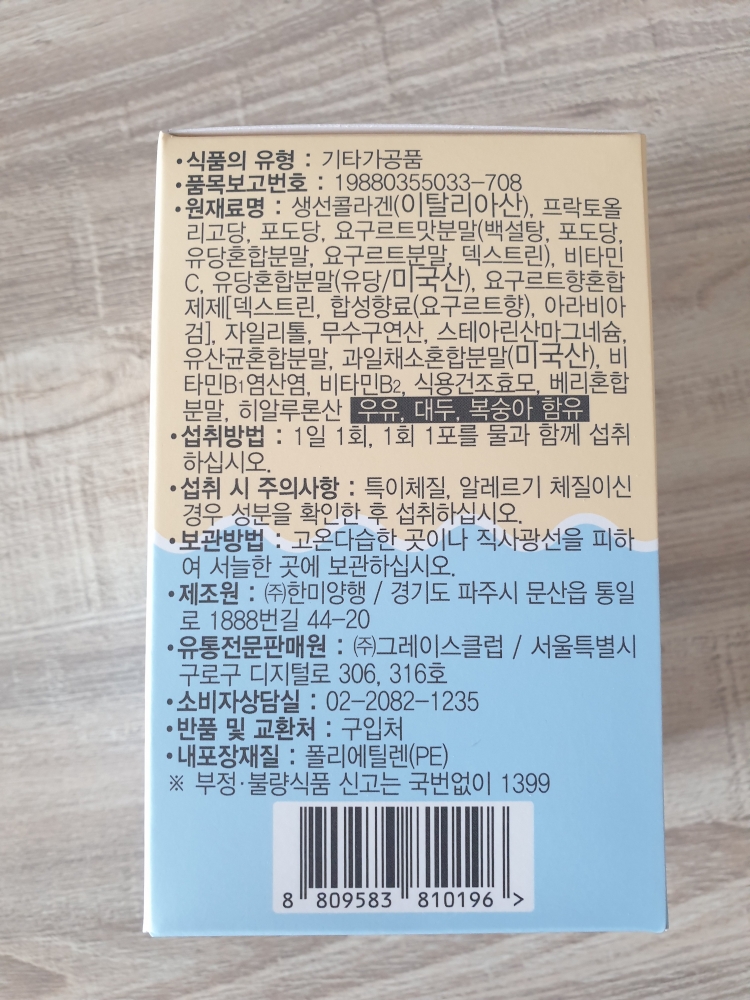 •식품의 유형 : 기타가공품
•품목보고번호 : 19880355033-708
•원재료명 : 생선콜라겐(이탈리아산), 프락토올
리고당, 포도당, 요구르트맛분말(백설탕, 포도당,
유당혼합분말, 요구르트분말, 덱스트린), 비타민
C, 유당혼합분말(유당/미국산), 요구르트향혼합
제제[덱스트린, 합성향료(요구르트향), 아라비아
검], 자일리톨, 무수구연산, 스테아린산마그네슘,
유산균혼합분말, 과일채소혼합분말(미국산), 비
타민B1염산염, 비타민B2, 식용건조효모, 베리혼합
분말, 히알루론산 우유, 대두, 복숭아 함유
•섭취방법 : 1일 1회, 1회 1포를 물과 함께 섭취
하십시오.
•섭취 시 주의사항 : 특이체질, 알레르기 체질이신
경우 성분을 확인한 후 섭취하십시오.
•보관방법 : 고온다습한 곳이나 직사광선을 피하
여 서늘한 곳에 보관하십시오.
•제조원 : ㈜한미양행 / 경기도 파주시 문산읍 통일
로 1888번길 44-20
•유통전문판매원 : ㈜그레이스클럽 / 서울특별시
구로구 디지털로 306, 316호
•소비자상담실 : 02-2082-1235
•반품 및 교환처 : 구입처
•내포장재질 : 폴리에틸렌(PE)
※ 부정·불량식품 신고는 국번없이 1399
8 809583 810196 >